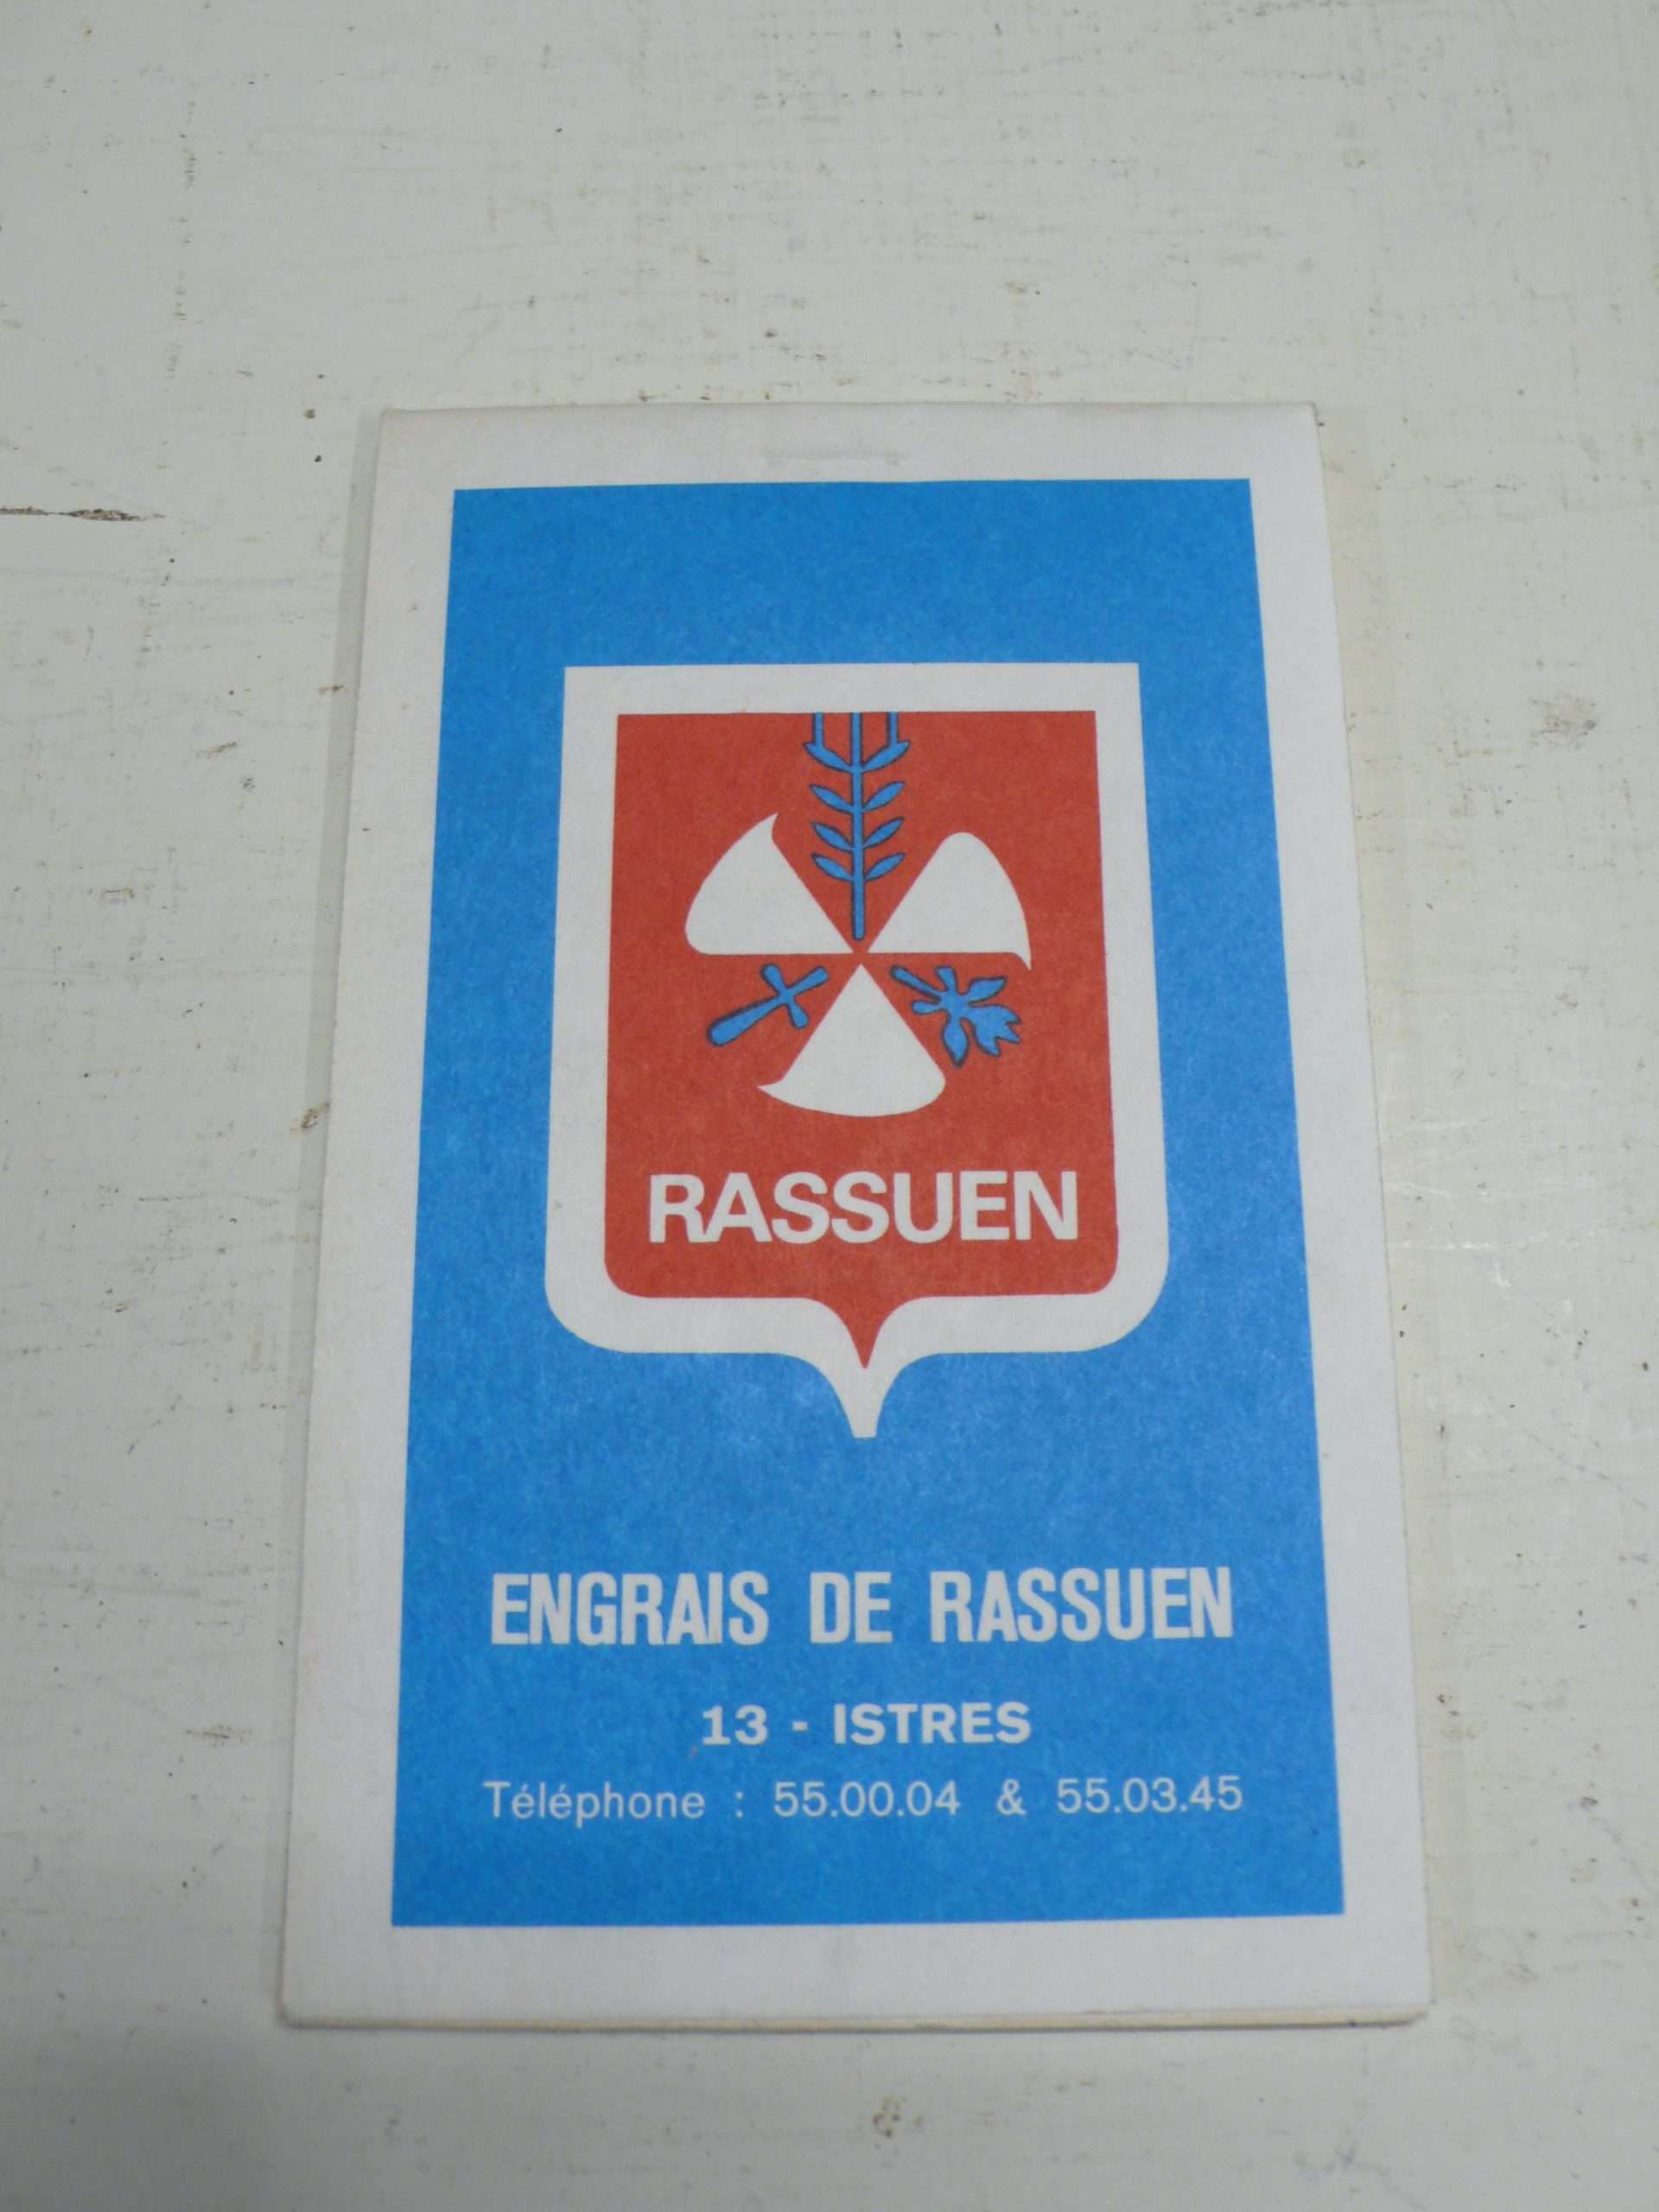 RASSUEN
ENGRAIS DE RASSUEN
13 - ISTRES
Téléphone : 55.00.04 & 55.03.45